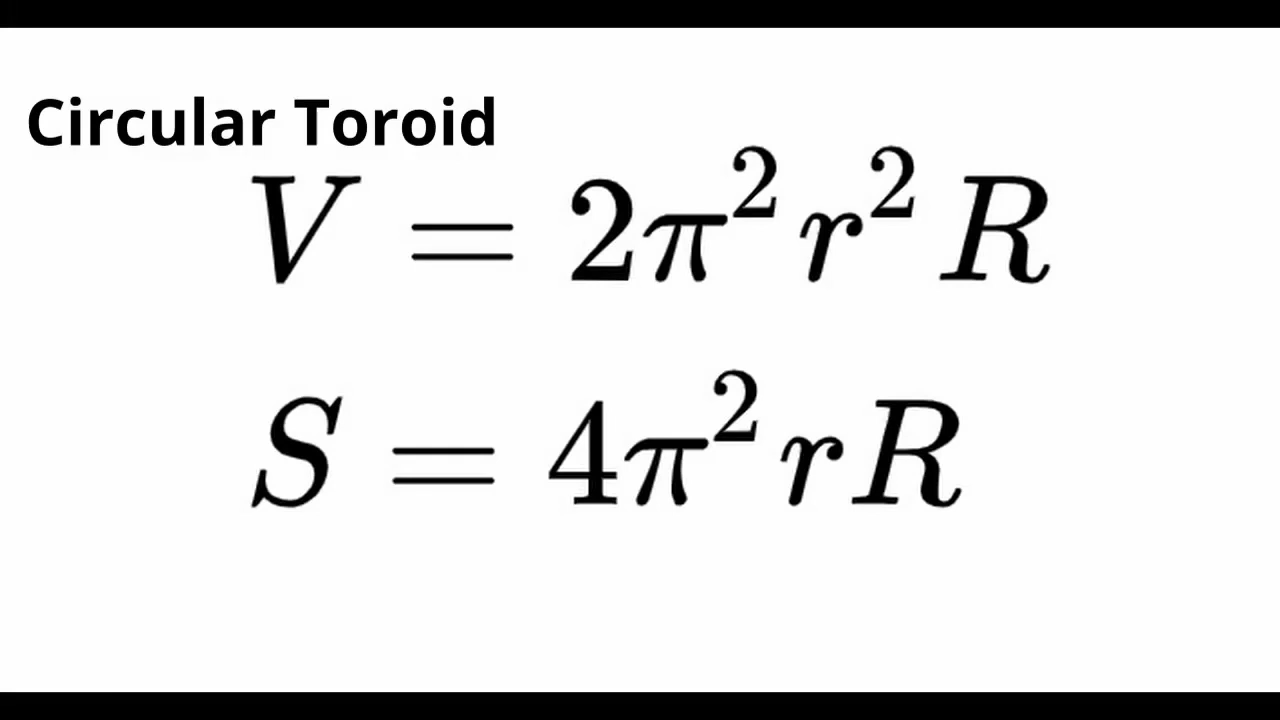 Circular Toroid
V = 2π²r²R
S = 4π²rR